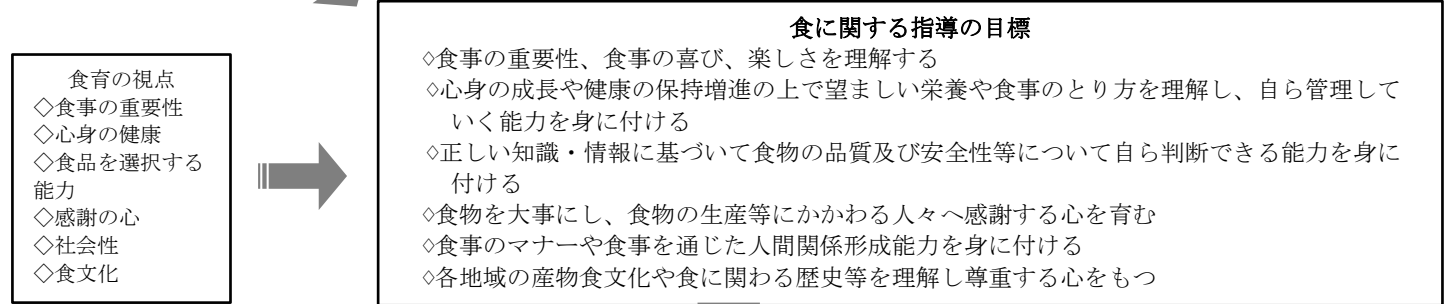 食育の視点
◇食事の重要性
◇心身の健康
◇食品を選択する
能力
◇感謝の心
◇社会性
◇食文化
食に関する指導の目標
◇食事の重要性、食事の喜び、楽しさを理解する
◇心身の成長や健康の保持増進の上で望ましい栄養や食事のとり方を理解し、自ら管理して
いく能力を身に付ける
◇正しい知識・情報に基づいて食物の品質及び安全性等について自ら判断できる能力を身に
付ける
◇食物を大事にし、食物の生産等にかかわる人々へ感謝する心を育む
◇食事のマナーや食事を通じた人間関係形成能力を身に付ける
◇各地域の産物食文化や食に関わる歴史等を理解し尊重する心をもつ